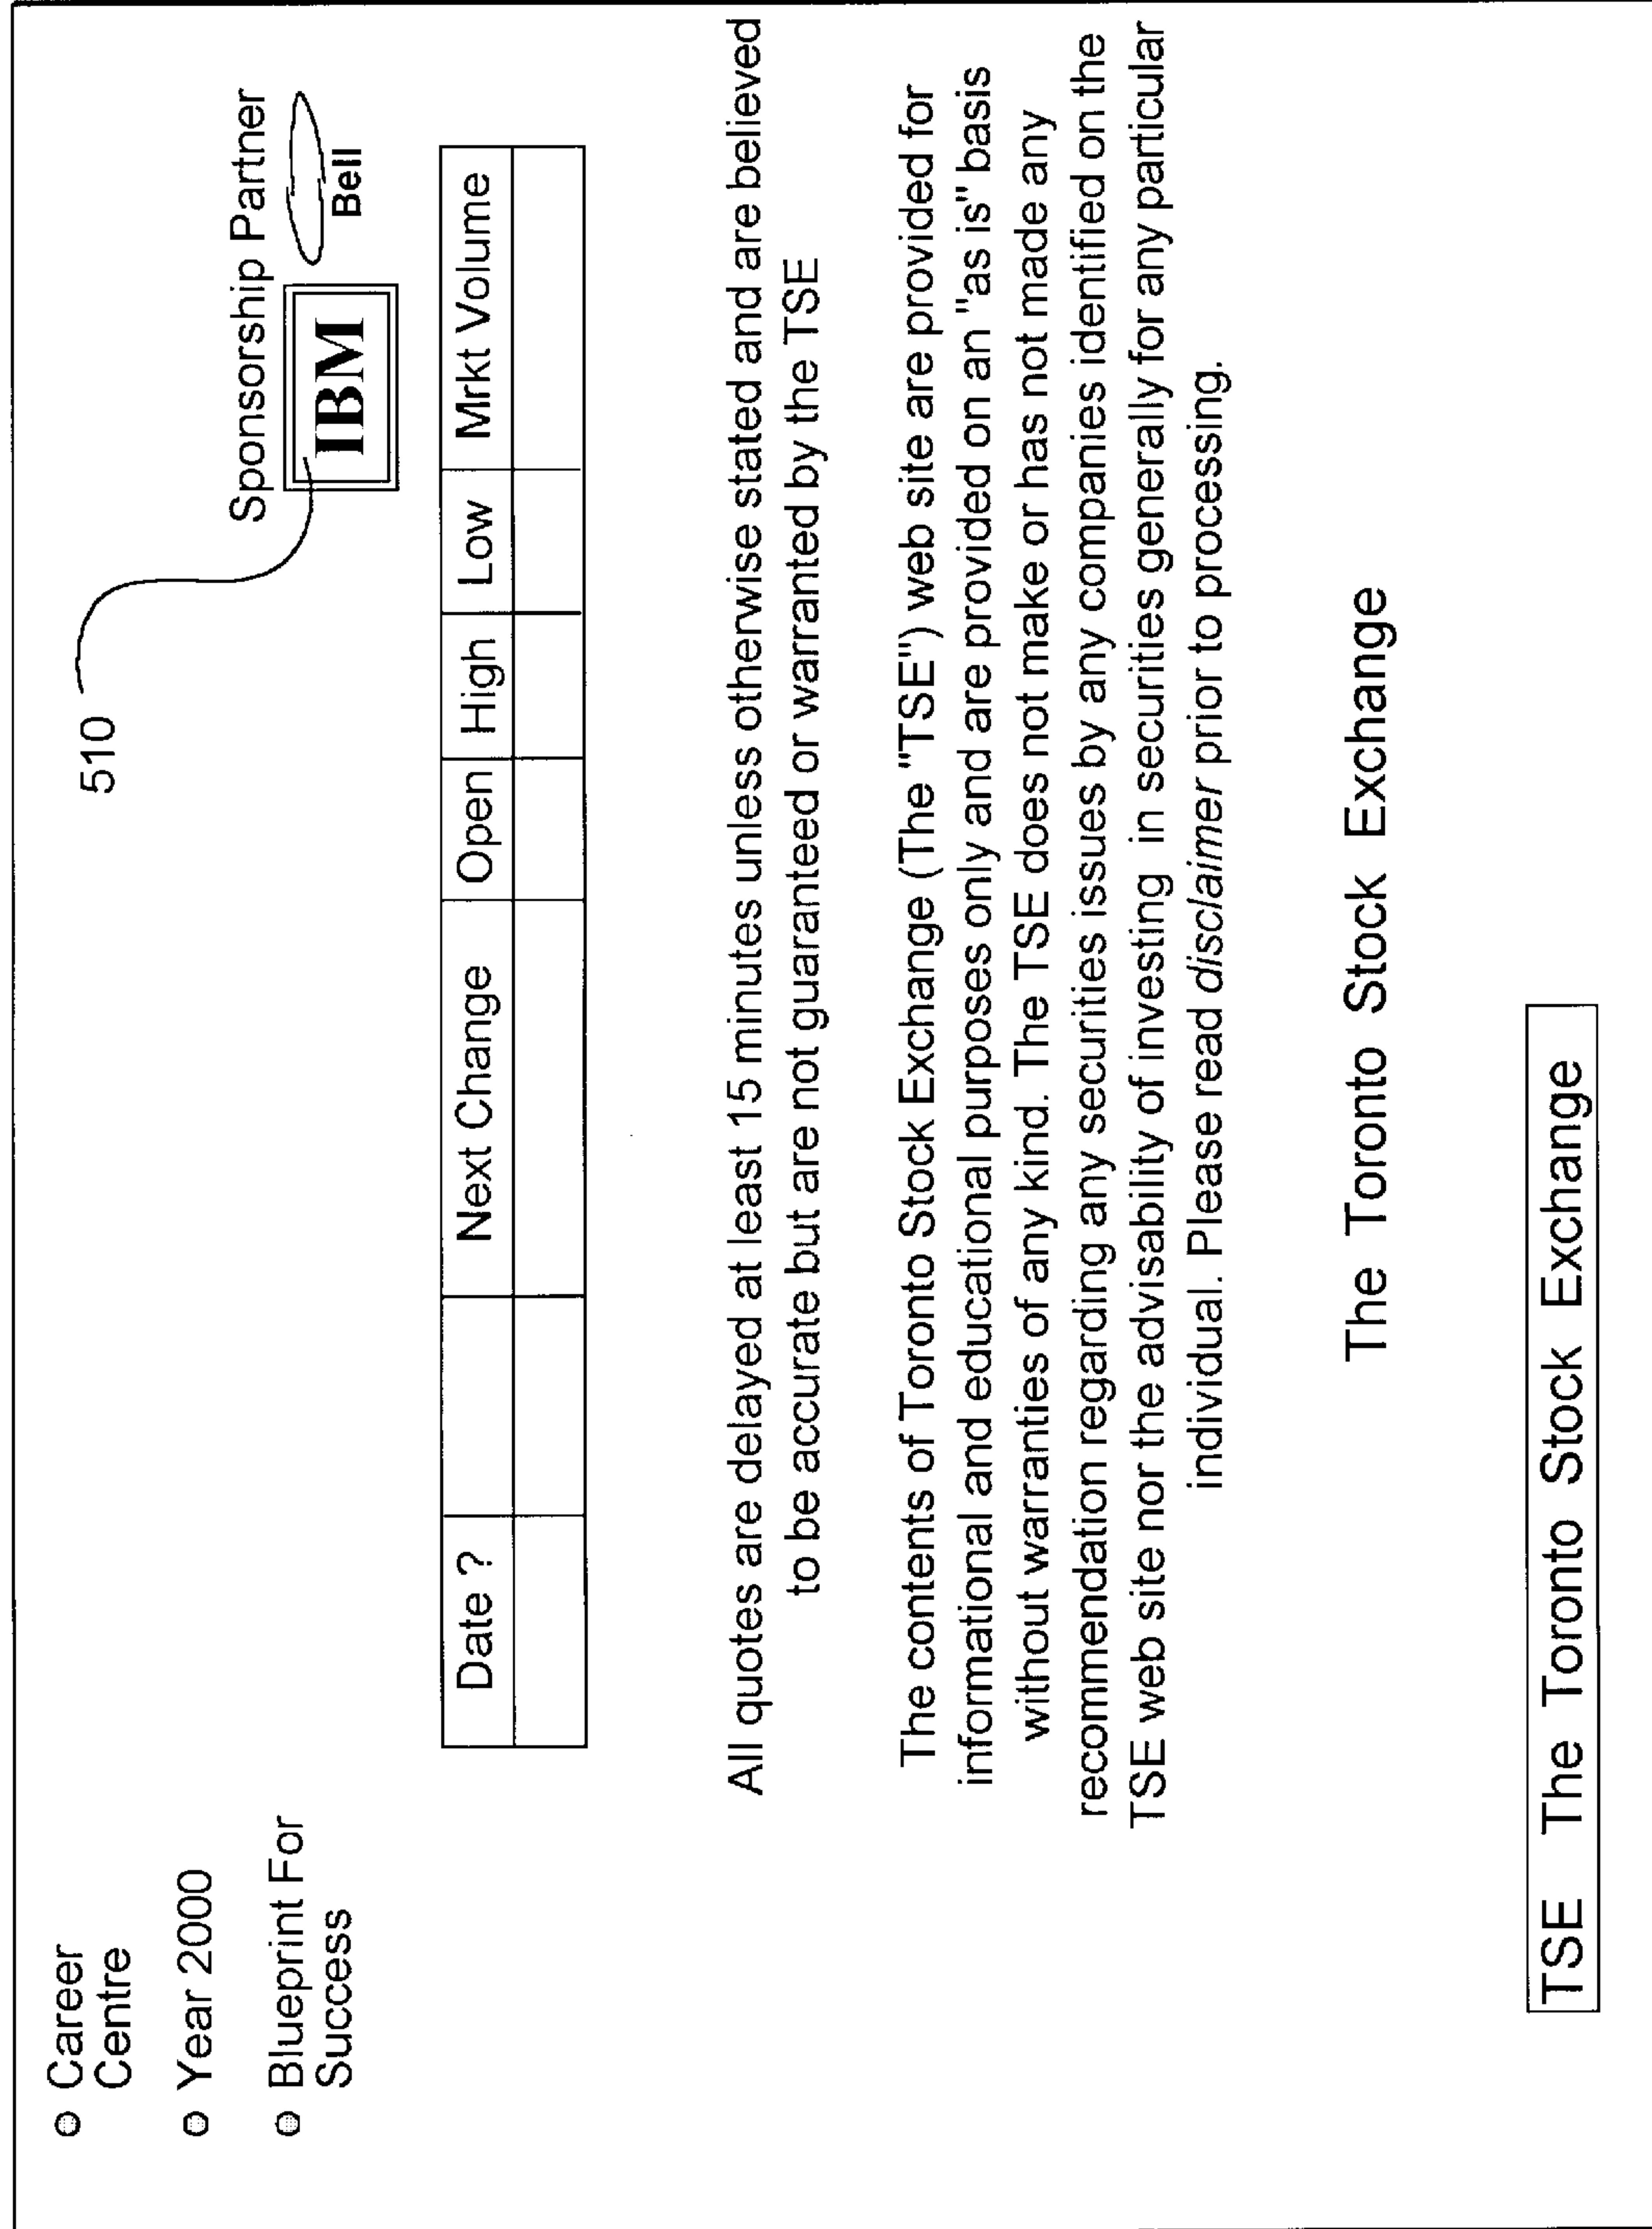 Career
Centre
Year 2000
Blueprint For
Success
510
Sponsorship Partner
IBM
Bell
Date ? Next Change Open High Low Mrkt Volume
All quotes are delayed at least 15 minutes unless otherwise stated and are believed
to be accurate but are not guaranteed or warranted by the TSE
The contents of Toronto Stock Exchange (The "TSE") web site are provided for
informational and educational purposes only and are provided on an "as is" basis
without warranties of any kind. The TSE does not make or has not made any
recommendation regarding any securities issues by any companies identified on the
TSE web site nor the advisability of investing in securities generally for any particular
individual. Please read disclaimer prior to processing.
The Toronto Stock Exchange
TSE The Toronto Stock Exchange